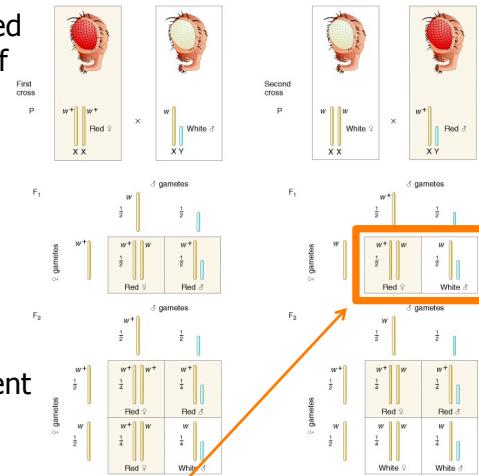 ed
f
First
cross
P
w+ w+
Red ♀
X X
×
w
White ♂
X Y
F1
♂ gametes
w
1/2 1/2
♀ gametes
w+
w+ w
1/2
Red ♀
w+
1/2
Red ♂
F2
♂ gametes
w+
1/2 1/2
♀ gametes
w+
1/2
w+ w+
1/4
Red ♀
w+
1/4
Red ♂
w
1/2
w+ w
1/4
Red ♀
w
1/4
White ♂
ent
Second
cross
P
w w
White ♀
X X
×
w+
Red ♂
X Y
F1
♂ gametes
w+
1/2 1/2
♀ gametes
w
w+ w
1/2
Red ♀
w
1/2
White ♂
F2
♂ gametes
w
1/2 1/2
♀ gametes
w+
1/2
w+ w
1/4
Red ♀
w+
1/4
Red ♂
w
1/2
w w
1/4
White ♀
w
1/4
White ♂